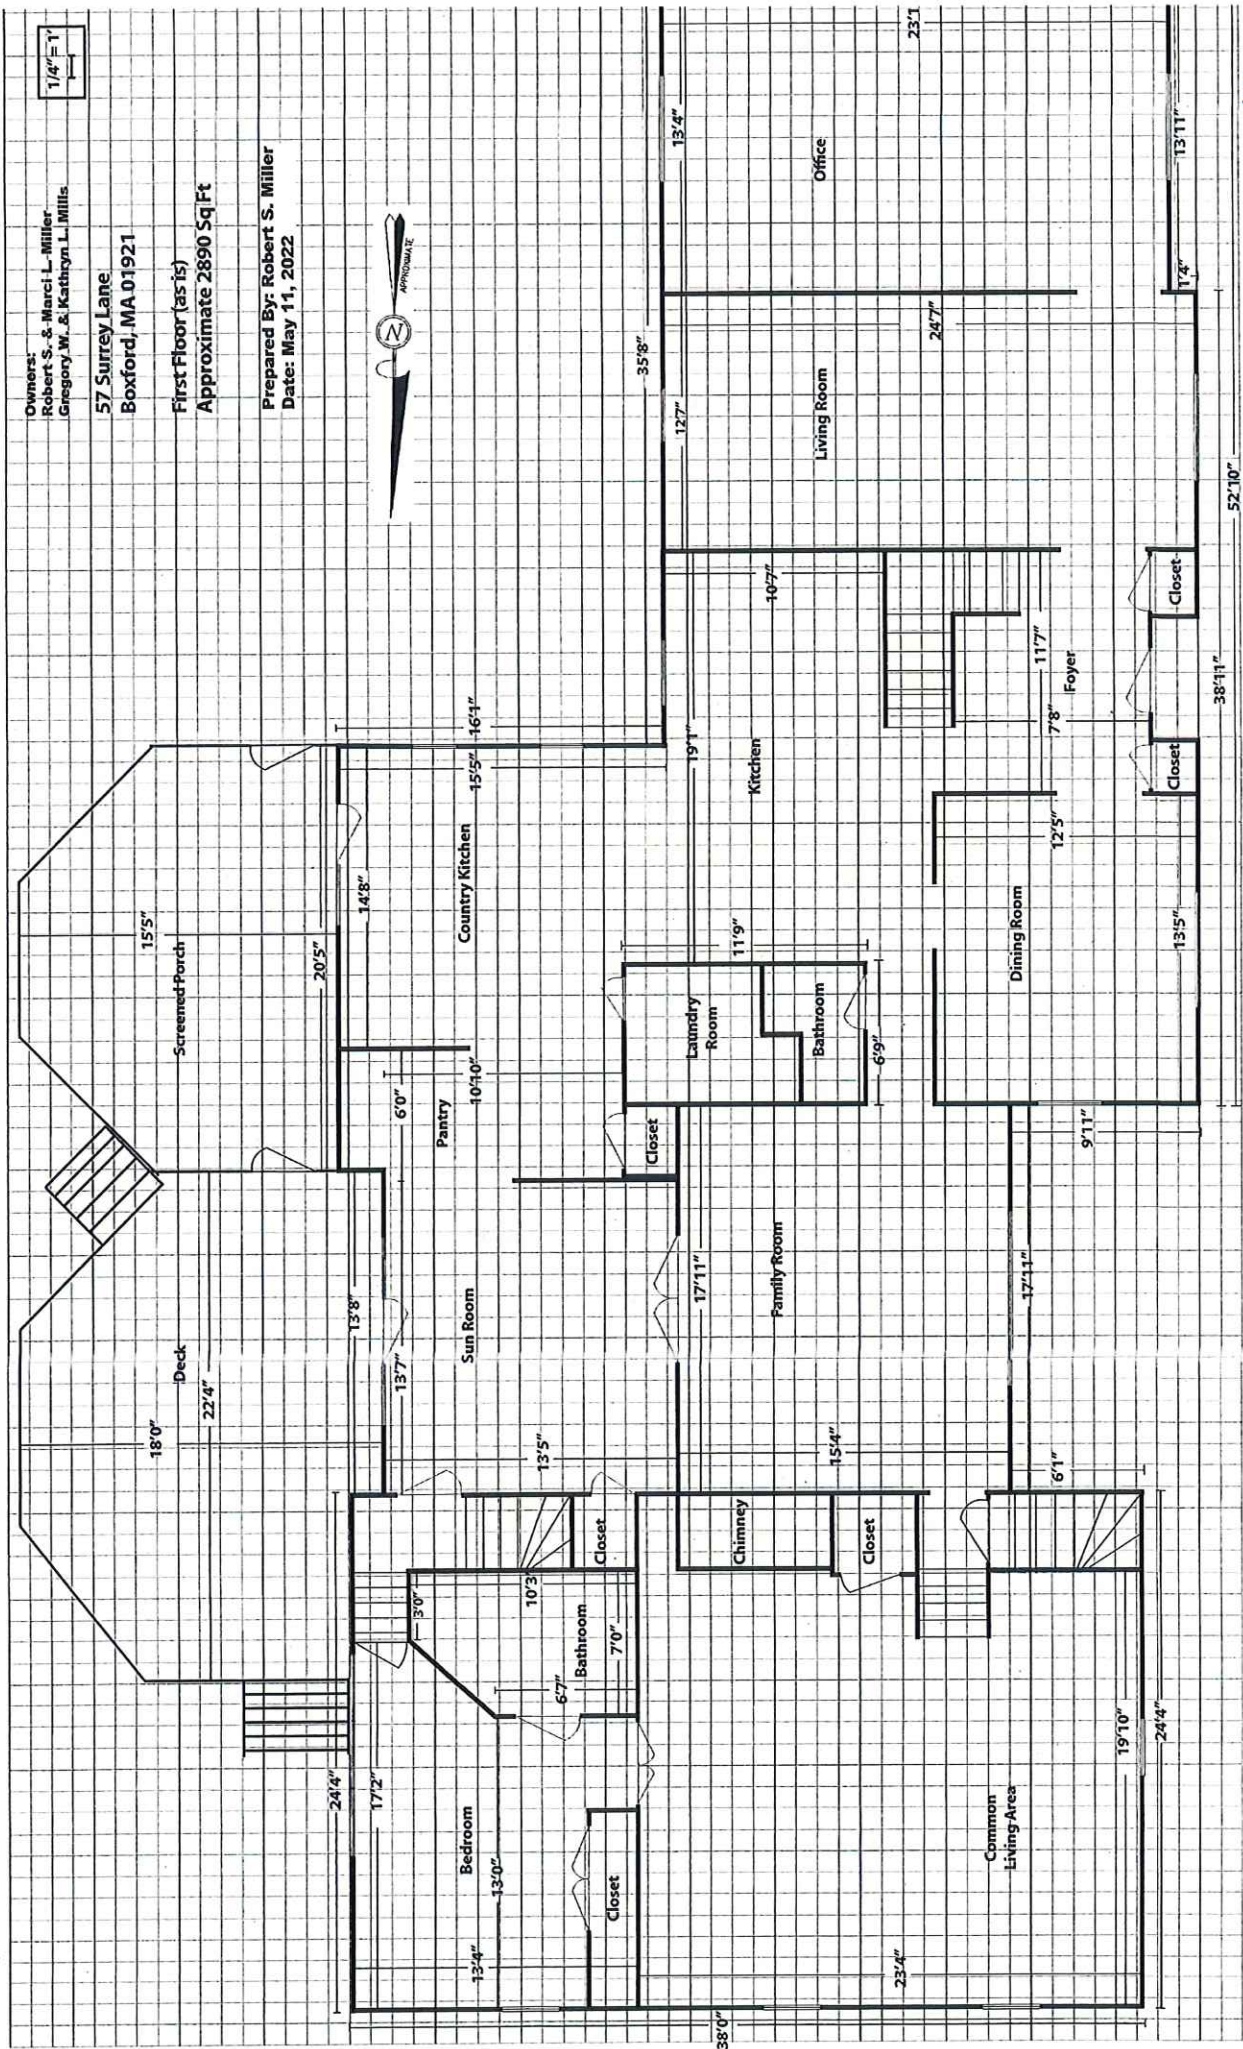 Owners:
Robert S. & Marci L. Miller
Gregory W. & Kathryn L. Mills
57 Surrey Lane
Boxford, MA 01921
First Floor (as is)
Approximate 2890 Sq Ft
Prepared By: Robert S. Miller
Date: May 11, 2022
1/4" = 1'
N
APPROXIMATE
Deck
18'0"
22'4"
13'8"
Screened Porch
15'5"
20'5"
24'4"
17'2"
3'0"
Bedroom
13'0"
13'4"
Closet
Bathroom
10'3"
6'7"
7'0"
Closet
Sun Room
13'7"
13'5"
Pantry
6'0"
10'10"
Country Kitchen
14'8"
15'5"
16'1"
Closet
Laundry
Room
Bathroom
11'9"
6'9"
Kitchen
19'1"
10'7"
35'8"
12'7"
13'4"
Living Room
24'7"
Office
23'1
13'11"
1'4"
38'0"
23'4"
Common
Living Area
19'10"
24'4"
Chimney
Closet
6'1"
Family Room
17'11"
15'4"
17'11"
9'11"
Dining Room
12'5"
13'5"
Foyer
11'7"
7'8"
Closet
Closet
38'11"
52'10"